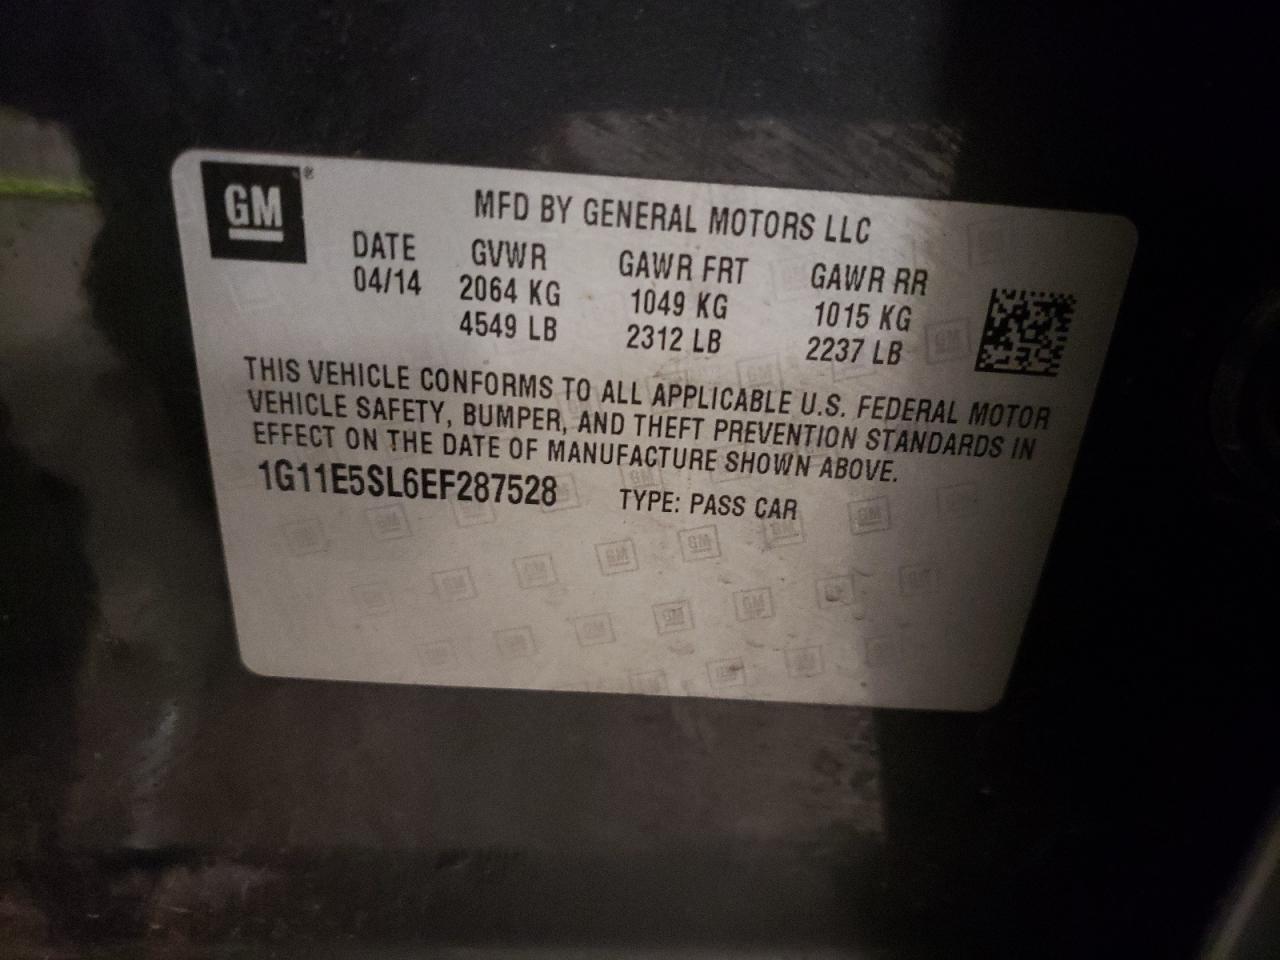 GM®
MFD BY GENERAL MOTORS LLC
DATE GVWR GAWR FRT GAWR RR
04/14 2064 KG 1049 KG 1015 KG
4549 LB 2312 LB 2237 LB
THIS VEHICLE CONFORMS TO ALL APPLICABLE U.S. FEDERAL MOTOR
VEHICLE SAFETY, BUMPER, AND THEFT PREVENTION STANDARDS IN
EFFECT ON THE DATE OF MANUFACTURE SHOWN ABOVE.
1G11E5SL6EF287528 TYPE: PASS CAR